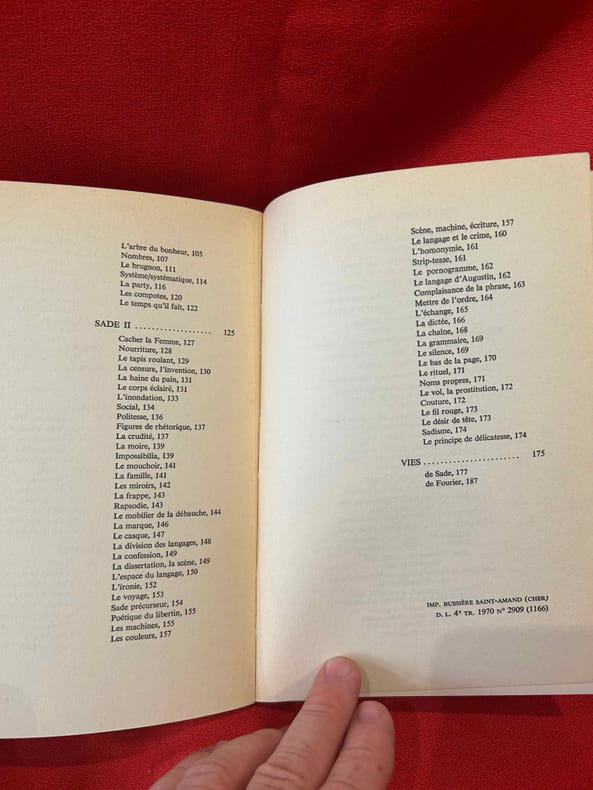 L'arbre du bonheur, 105
Nombres, 107
Le brugnon, 111
Système/systématique, 114
La party, 116
Les compotes, 120
Le temps qu'il fait, 122
SADE II ................... 125
Cacher la Femme, 127
Nourriture, 128
Le tapis roulant, 129
La censure, l'invention, 130
La haine du pain, 131
Le corps éclairé, 131
L'inondation, 133
Social, 134
Politesse, 136
Figures de rhétorique, 137
La crudité, 137
La moire, 139
Impossibilia, 139
Le mouchoir, 141
La famille, 141
Les miroirs, 142
La frappe, 143
Rapsodie, 143
Le mobilier de la débauche, 144
La marque, 146
Le casque, 147
La division des langages, 148
La confession, 149
La dissertation, la scène, 149
L'espace du langage, 150
L'ironie, 152
Le voyage, 153
Sade précurseur, 154
Poétique du libertin, 155
Les machines, 155
Les couleurs, 157
Scène, machine, écriture, 157
Le langage et le crime, 160
L'homonymie, 161
Strip-tease, 161
Le pornogramme, 162
Le langage d'Augustin, 162
Complaisance de la phrase, 163
Mettre de l'ordre, 164
L'échange, 165
La dictée, 166
La chaîne, 168
La grammaire, 169
Le silence, 169
Le bas de la page, 170
Le rituel, 171
Noms propres, 171
Le vol, la prostitution, 172
Couture, 172
Le fil rouge, 173
Le désir de tête, 173
Sadisme, 174
Le principe de délicatesse, 174
VIES ....................... 175
de Sade, 177
de Fourier, 187
IMP. BUSSIÈRE SAINT-AMAND (CHER)
D. L. 4e TR. 1970 No 2909 (1166)